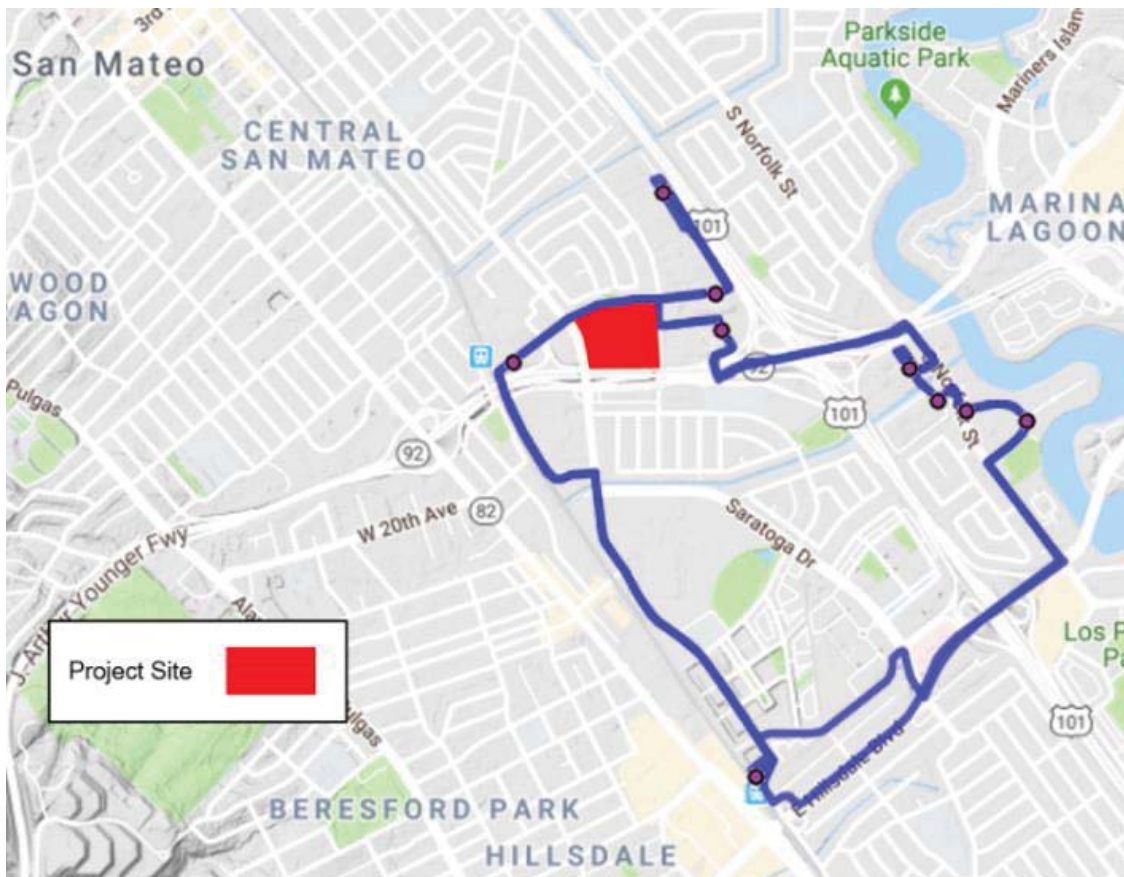 3rd
San Mateo
Parkside
Aquatic Park
Mariners Island
S Norfolk St
CENTRAL
SAN MATEO
MARINA
LAGOON
101
WOOD
AGON
92
101
Pulgas
92
82
W 20th Ave
Saratoga Dr
J. Arthur Younger Fwy
Project Site
Los P
Pa
101
E Hillsdale Blvd
BERESFORD PARK
HILLSDALE